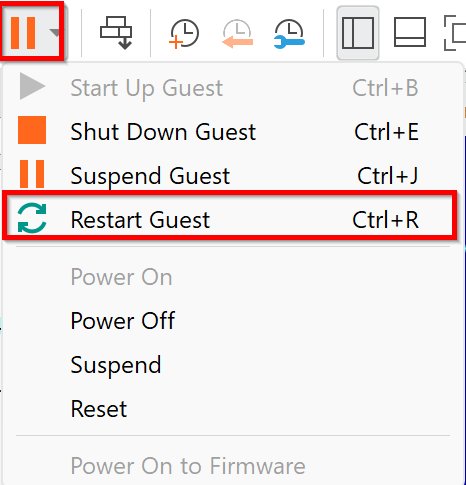 Start Up Guest Ctrl+B
Shut Down Guest Ctrl+E
Suspend Guest Ctrl+J
Restart Guest Ctrl+R
Power On
Power Off
Suspend
Reset
Power On to Firmware